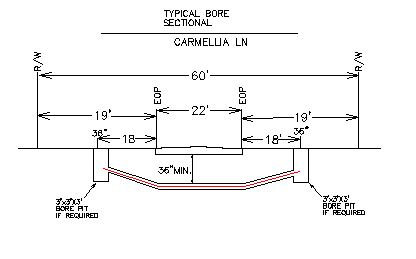 TYPICAL BORE
SECTIONAL
CARMELLIA LN
R/W
R/W
60'
EOP
EOP
19'
22'
19'
36"
18
18'
36"
36"MIN.
3'x3'x3'
BORE PIT
IF REQUIRED
3'x3'x3'
BORE PIT
IF REQUIRED